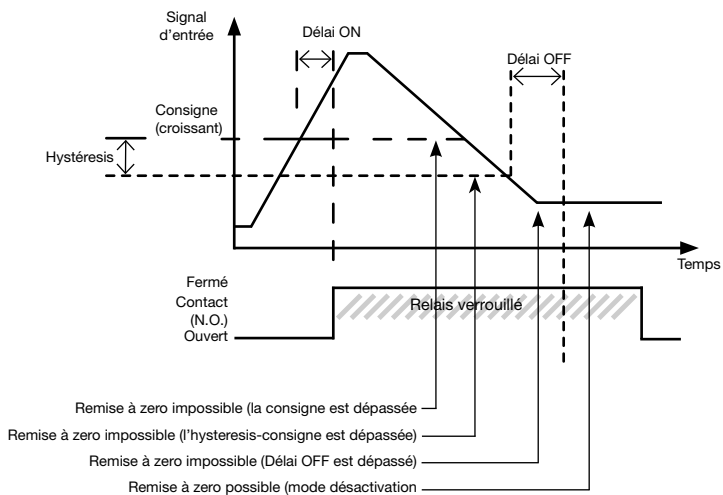 Signal
d'entrée
Délai ON
Délai OFF
Consigne
(croissant)
Hystéresis
Temps
Fermé
Contact
(N.O.)
Ouvert
Relais verrouillé
Remise à zero impossible (la consigne est dépassée
Remise à zero impossible (l'hysteresis-consigne est dépassée)
Remise à zero impossible (Délai OFF est dépassé)
Remise à zero possible (mode désactivation